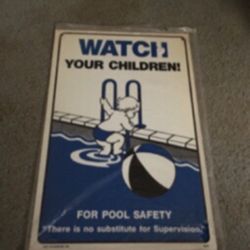 WATCH
YOUR CHILDREN!
FOR POOL SAFETY
"There is no substitute for Supervision."